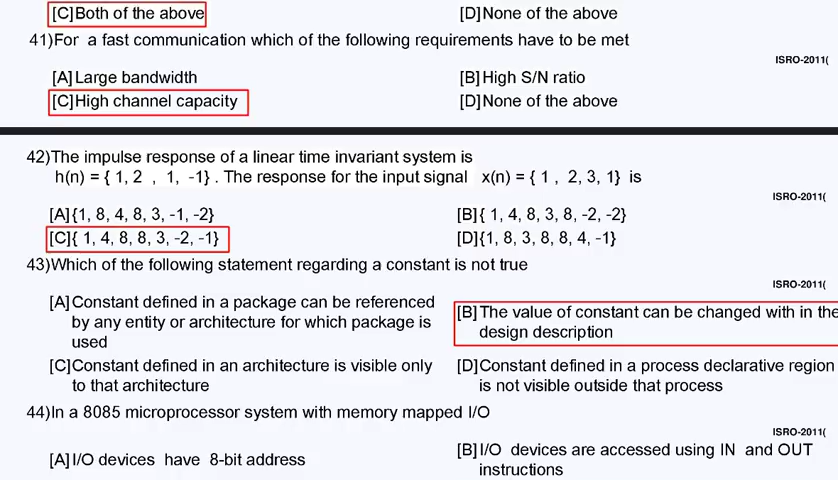 [C]Both of the above [D]None of the above
41)For a fast communication which of the following requirements have to be met
ISRO-2011(
[A]Large bandwidth [B]High S/N ratio
[C]High channel capacity [D]None of the above
42)The impulse response of a linear time invariant system is
h(n) = { 1, 2 , 1, -1} . The response for the input signal x(n) = { 1 , 2, 3, 1} is
ISRO-2011(
[A]{1, 8, 4, 8, 3, -1, -2} [B]{ 1, 4, 8, 3, 8, -2, -2}
[C]{ 1, 4, 8, 8, 3, -2, -1} [D]{1, 8, 3, 8, 8, 4, -1}
43)Which of the following statement regarding a constant is not true
ISRO-2011(
[A]Constant defined in a package can be referenced
by any entity or architecture for which package is
used
[B]The value of constant can be changed with in the
design description
[C]Constant defined in an architecture is visible only
to that architecture
[D]Constant defined in a process declarative region
is not visible outside that process
44)In a 8085 microprocessor system with memory mapped I/O
ISRO-2011(
[A]I/O devices have 8-bit address
[B]I/O devices are accessed using IN and OUT
instructions